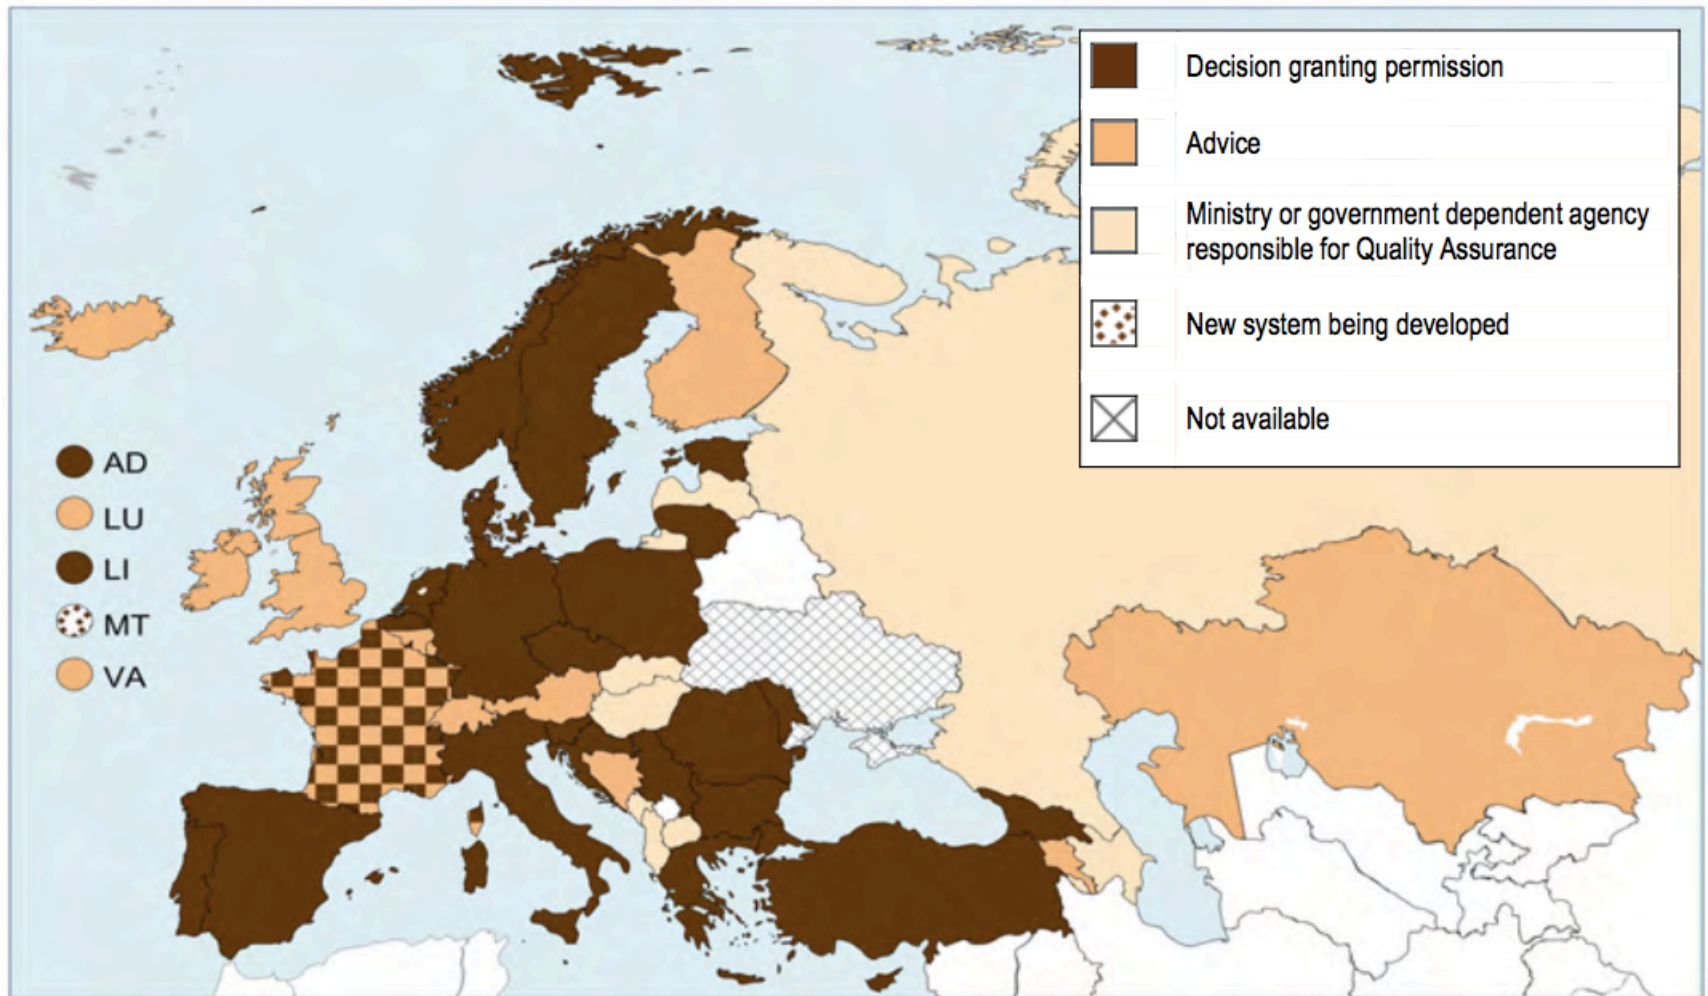 Decision granting permission
Advice
Ministry or government dependent agency
responsible for Quality Assurance
New system being developed
Not available
AD
LU
LI
MT
VA